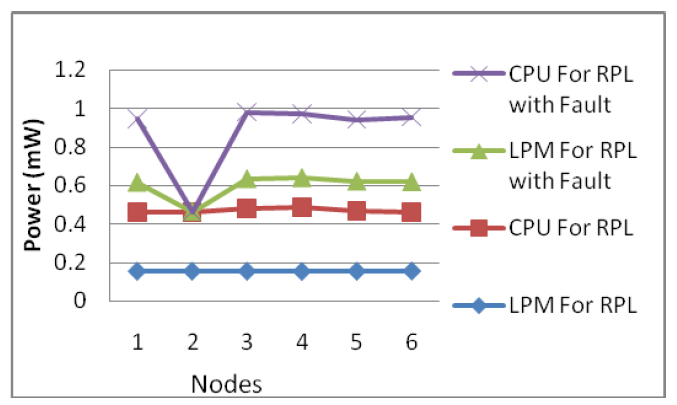 1.2
1
0.8
0.6
0.4
0.2
0
Power (mW)
1 2 3 4 5 6
Nodes
CPU For RPL
with Fault
LPM For RPL
with Fault
CPU For RPL
LPM For RPL